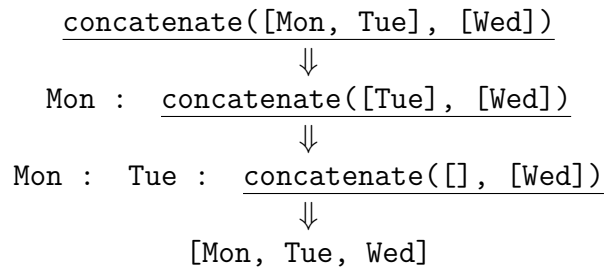 concatenate([Mon, Tue], [Wed])
⇓
Mon : concatenate([Tue], [Wed])
⇓
Mon : Tue : concatenate([], [Wed])
⇓
[Mon, Tue, Wed]